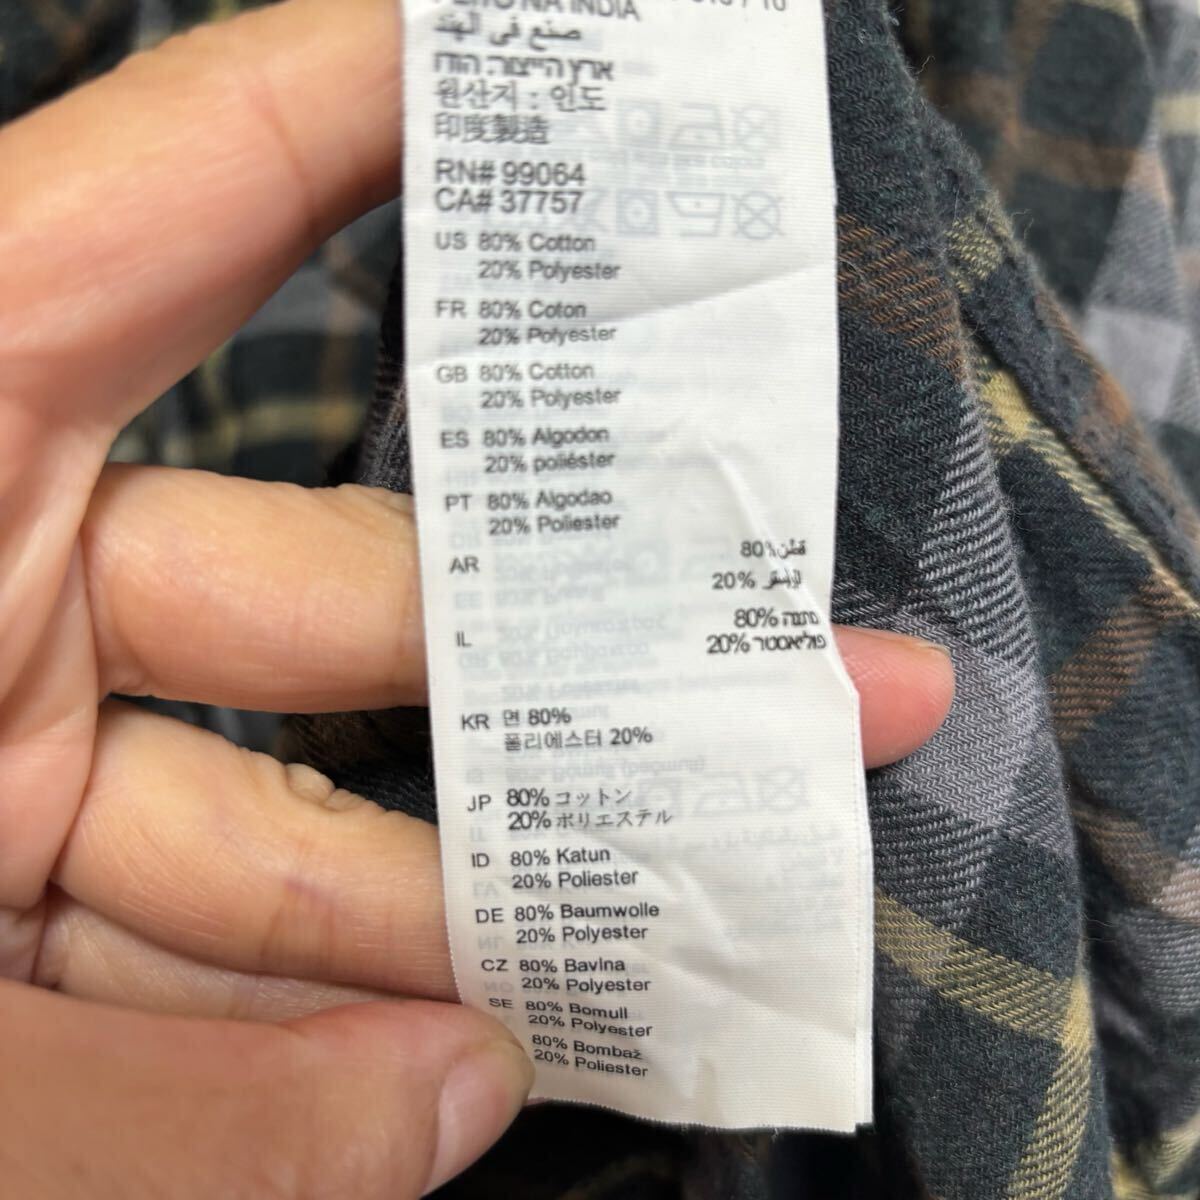 FEITO NA INDIA
صنع في الهند
ארץ הייצור: הודו
원산지 : 인도
印度製造
RN# 99064
CA# 37757
US 80% Cotton
20% Polyester
FR 80% Coton
20% Polyester
GB 80% Cotton
20% Polyester
ES 80% Algodon
20% poliéster
PT 80% Algodao
20% Poliester
AR 80% قطن
20%
IL 80% כותנה
20% פוליאסטר
KR 면 80%
폴리에스터 20%
JP 80% コットン
20% ポリエステル
ID 80% Katun
20% Poliester
DE 80% Baumwolle
20% Polyester
CZ 80% Bavlna
20% Polyester
SE 80% Bomull
20% Polyester
80% Bombaž
20% Poliester